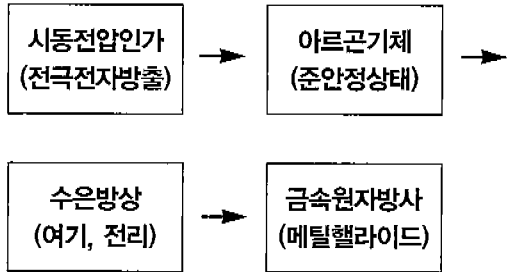 시동전압인가
(전극전자방출)
아르곤기체
(준안정상태)
수은방상
(여기, 전리)
금속원자방사
(메틸핼라이드)